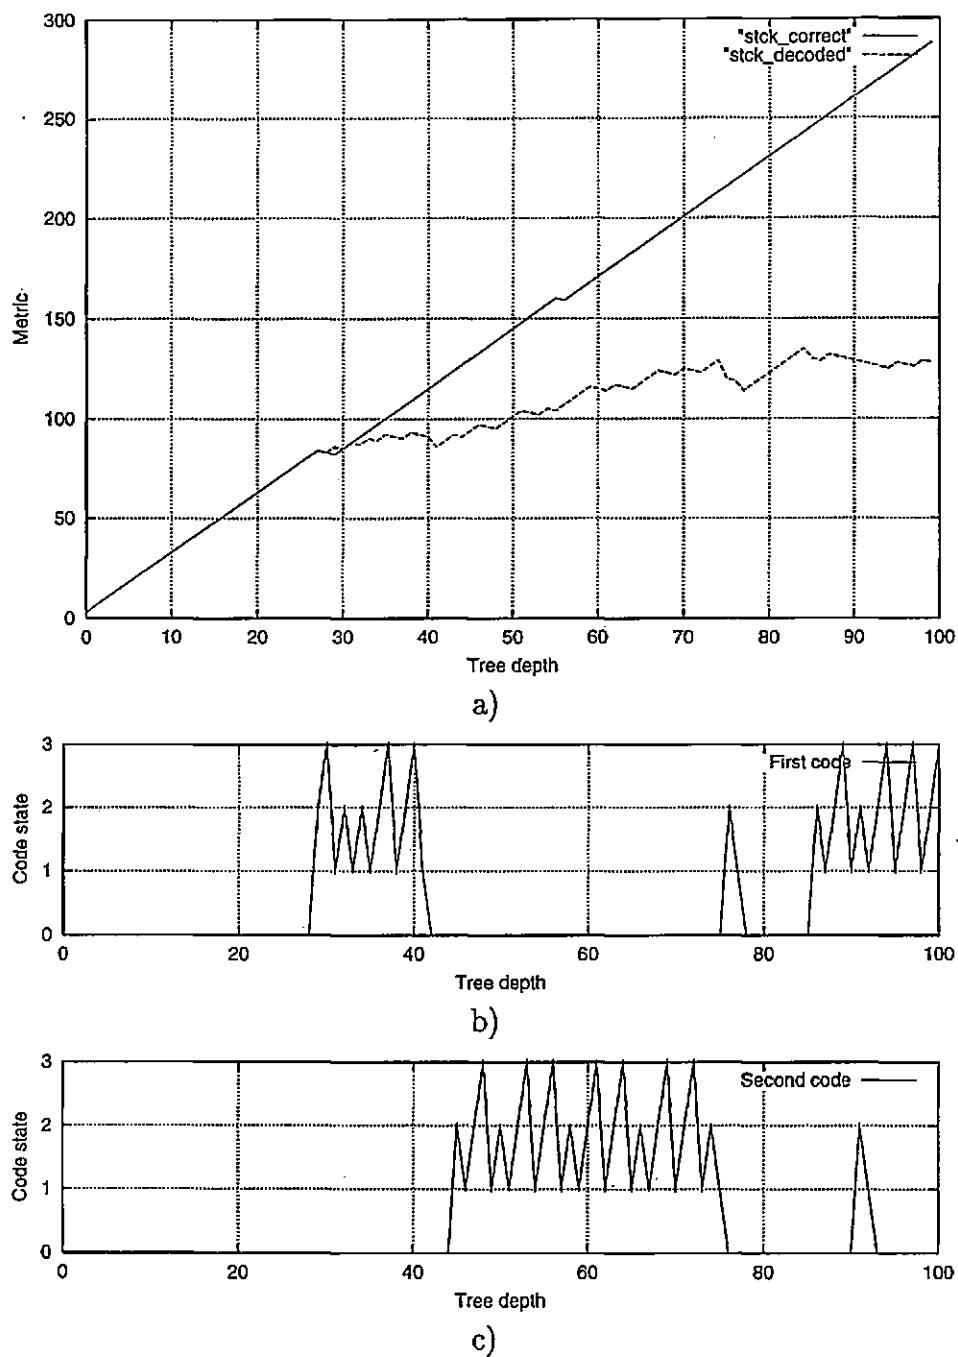 300
"stck_correct"
"stck_decoded"
250
200
Metric
150
100
50
0
0 10 20 30 40 50 60 70 80 90 100
Tree depth
a)
3
First code
2
Code state
1
0
0 20 40 60 80 100
Tree depth
b)
3
Second code
2
Code state
1
0
0 20 40 60 80 100
Tree depth
c)